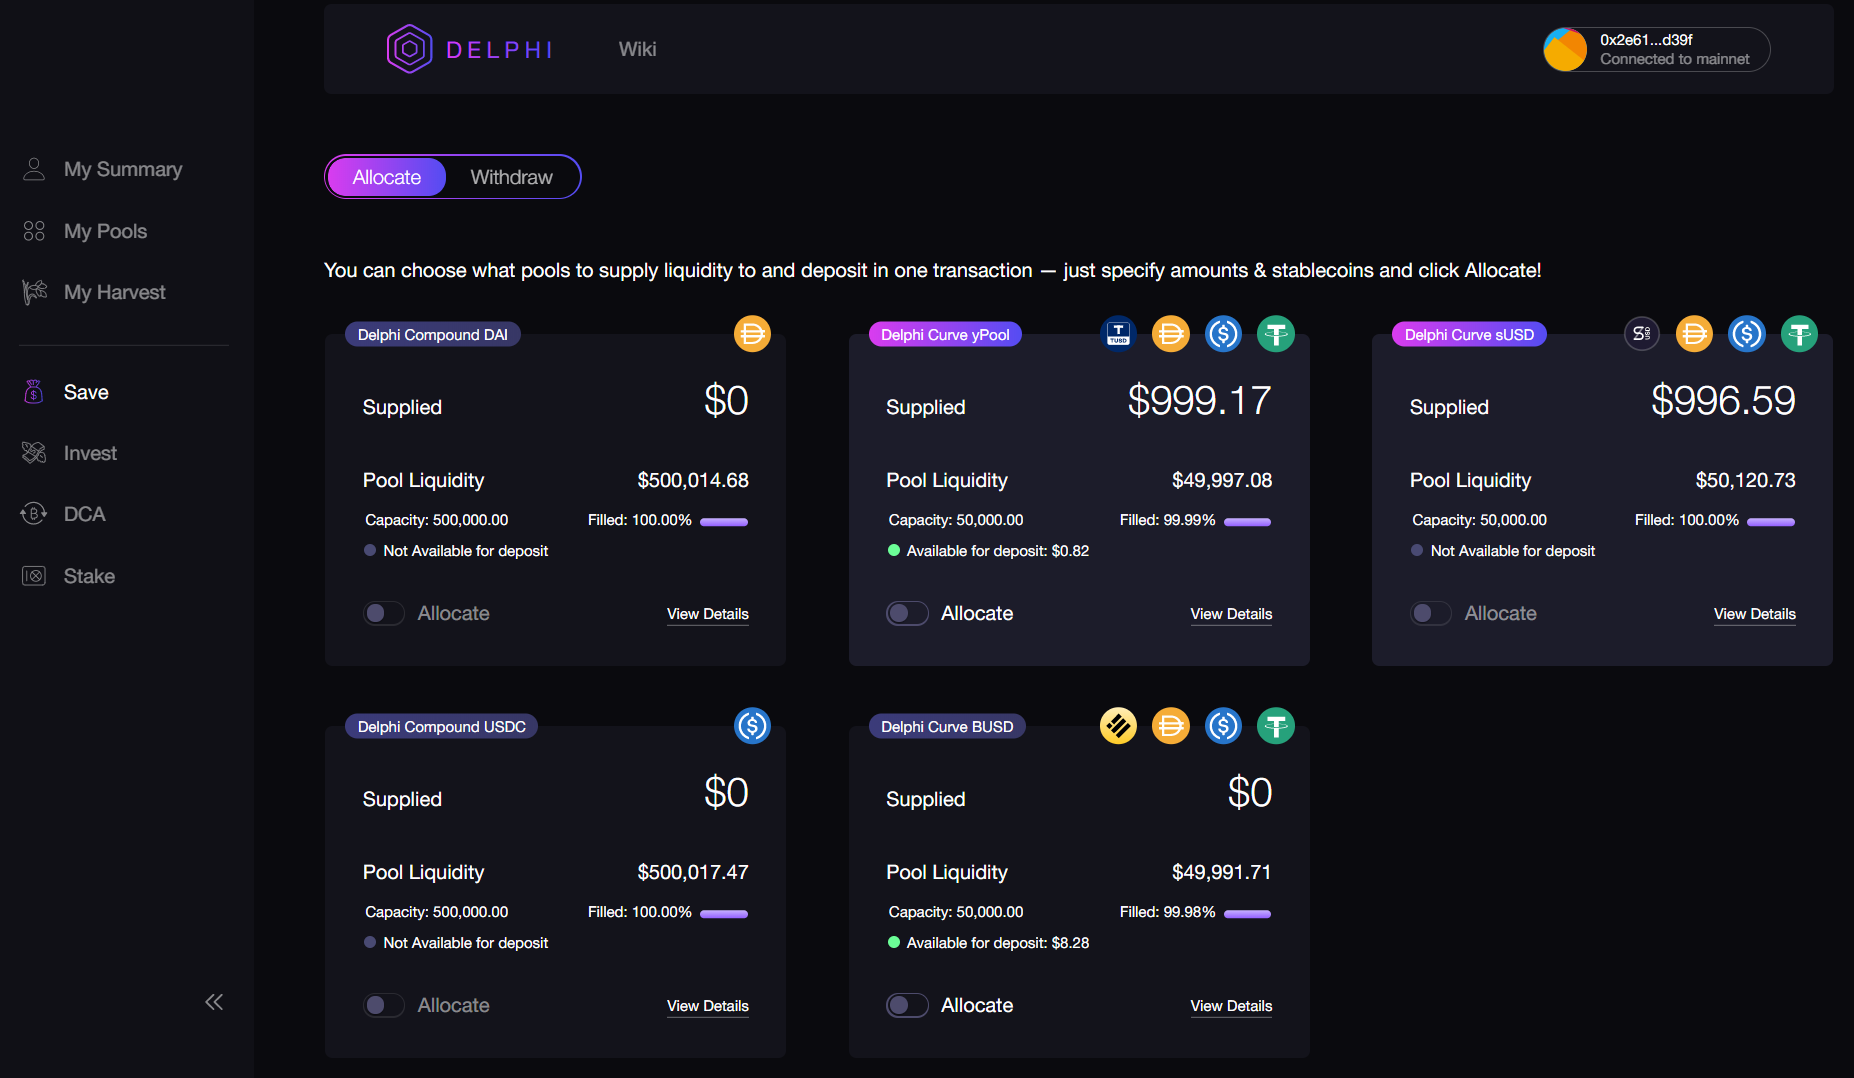 DELPHI
Wiki
0x2e61...d39f
Connected to mainnet
My Summary
My Pools
My Harvest
Save
Invest
DCA
Stake
Allocate
Withdraw
You can choose what pools to supply liquidity to and deposit in one transaction — just specify amounts & stablecoins and click Allocate!
Delphi Compound DAI
Supplied $0
Pool Liquidity $500,014.68
Capacity: 500,000.00 Filled: 100.00%
Not Available for deposit
Allocate View Details
Delphi Curve yPool
T
TUSD
Supplied $999.17
Pool Liquidity $49,997.08
Capacity: 50,000.00 Filled: 99.99%
Available for deposit: $0.82
Allocate View Details
Delphi Curve sUSD
S USD
Supplied $996.59
Pool Liquidity $50,120.73
Capacity: 50,000.00 Filled: 100.00%
Not Available for deposit
Allocate View Details
Delphi Compound USDC
Supplied $0
Pool Liquidity $500,017.47
Capacity: 500,000.00 Filled: 100.00%
Not Available for deposit
Allocate View Details
Delphi Curve BUSD
Supplied $0
Pool Liquidity $49,991.71
Capacity: 50,000.00 Filled: 99.98%
Available for deposit: $8.28
Allocate View Details